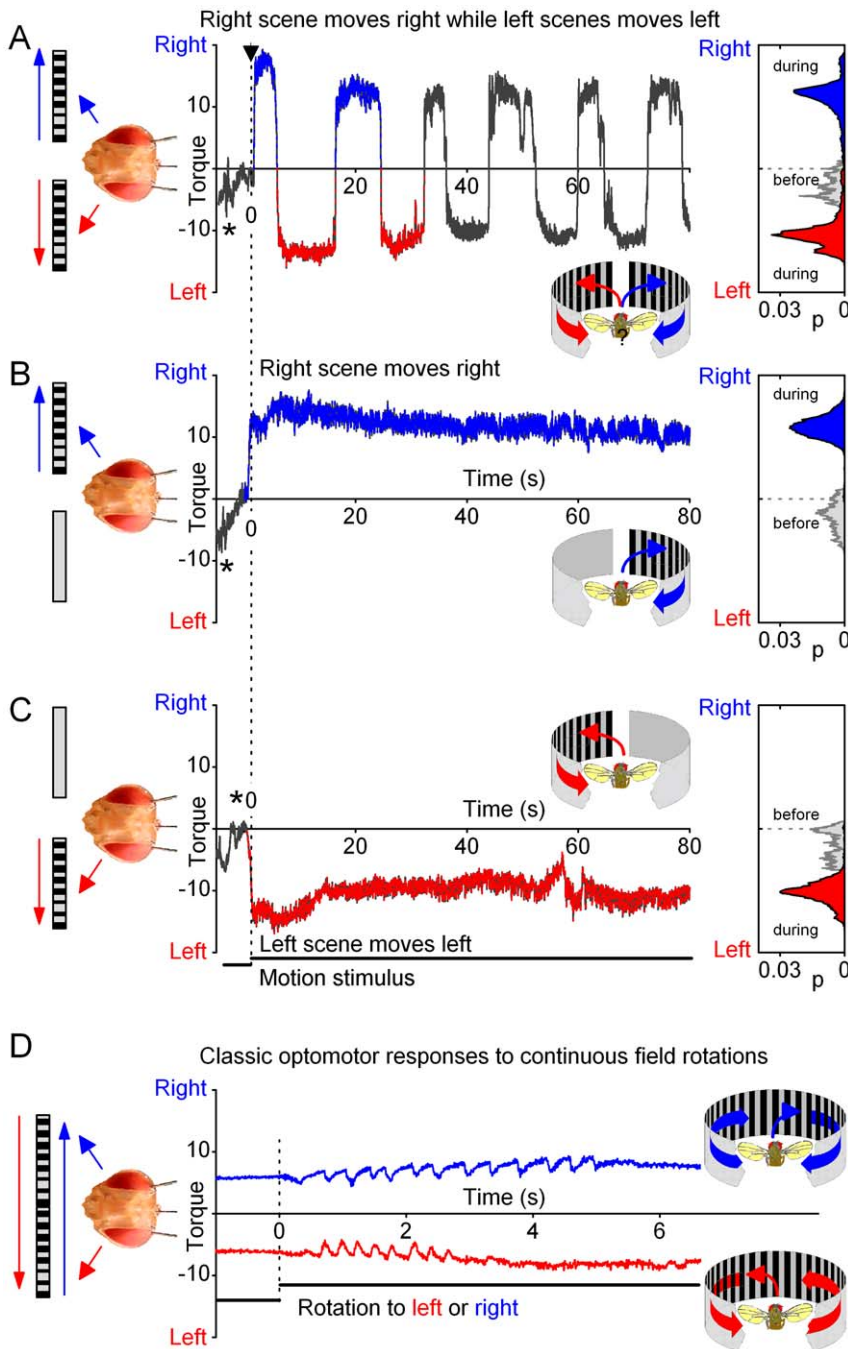 Right scene moves right while left scenes moves left
A
Right
10
Torque
-10
Left
*
0
20
40
60
?
Right
during
before
during
Left
0.03
0
p
B
Right
Right scene moves right
10
Time (s)
Torque
0
20
40
60
80
-10
*
Left
Right
during
before
Left
0.03
0
p
C
Right
10
*
0
Time (s)
Torque
20
40
60
80
-10
Left
Left scene moves left
Motion stimulus
Right
before
during
Left
0.03
0
p
D
Classic optomotor responses to continuous field rotations
Right
10
Time (s)
Torque
0
2
4
6
-10
Rotation to left or right
Left